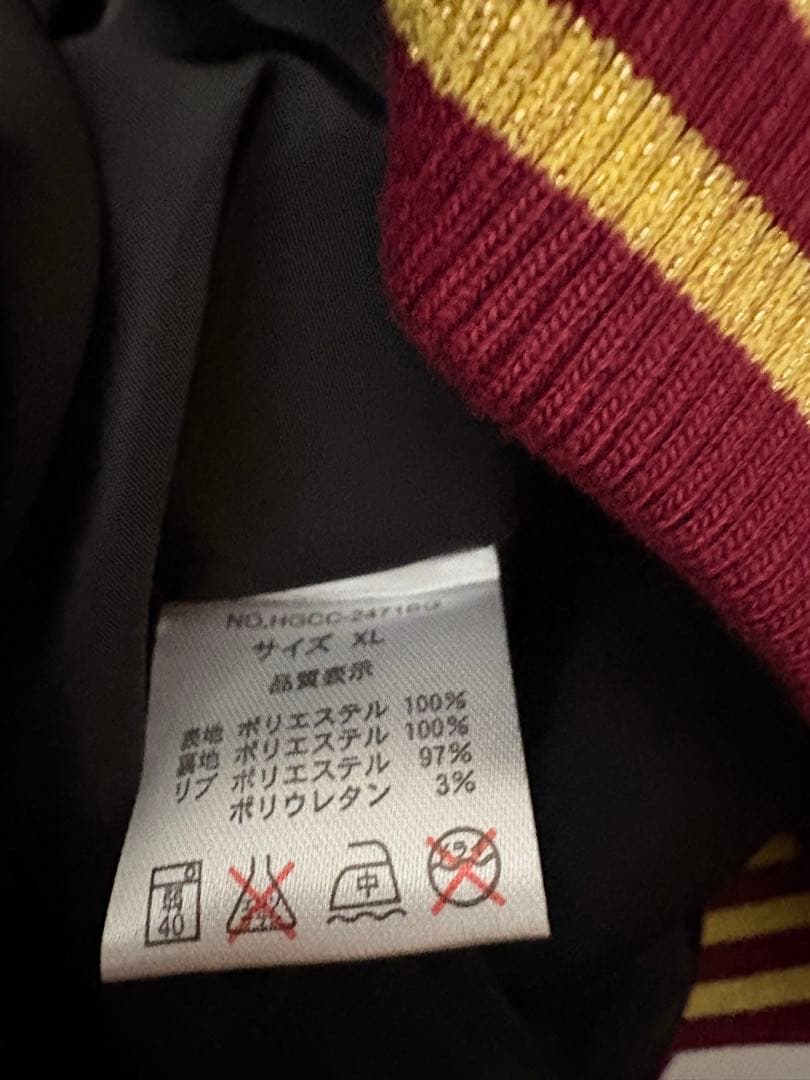 サイズ XL
品質表示
表地 ポリエステル 100%
裏地 ポリエステル 100%
リブ ポリエステル 97%
ポリウレタン 3%
40
中